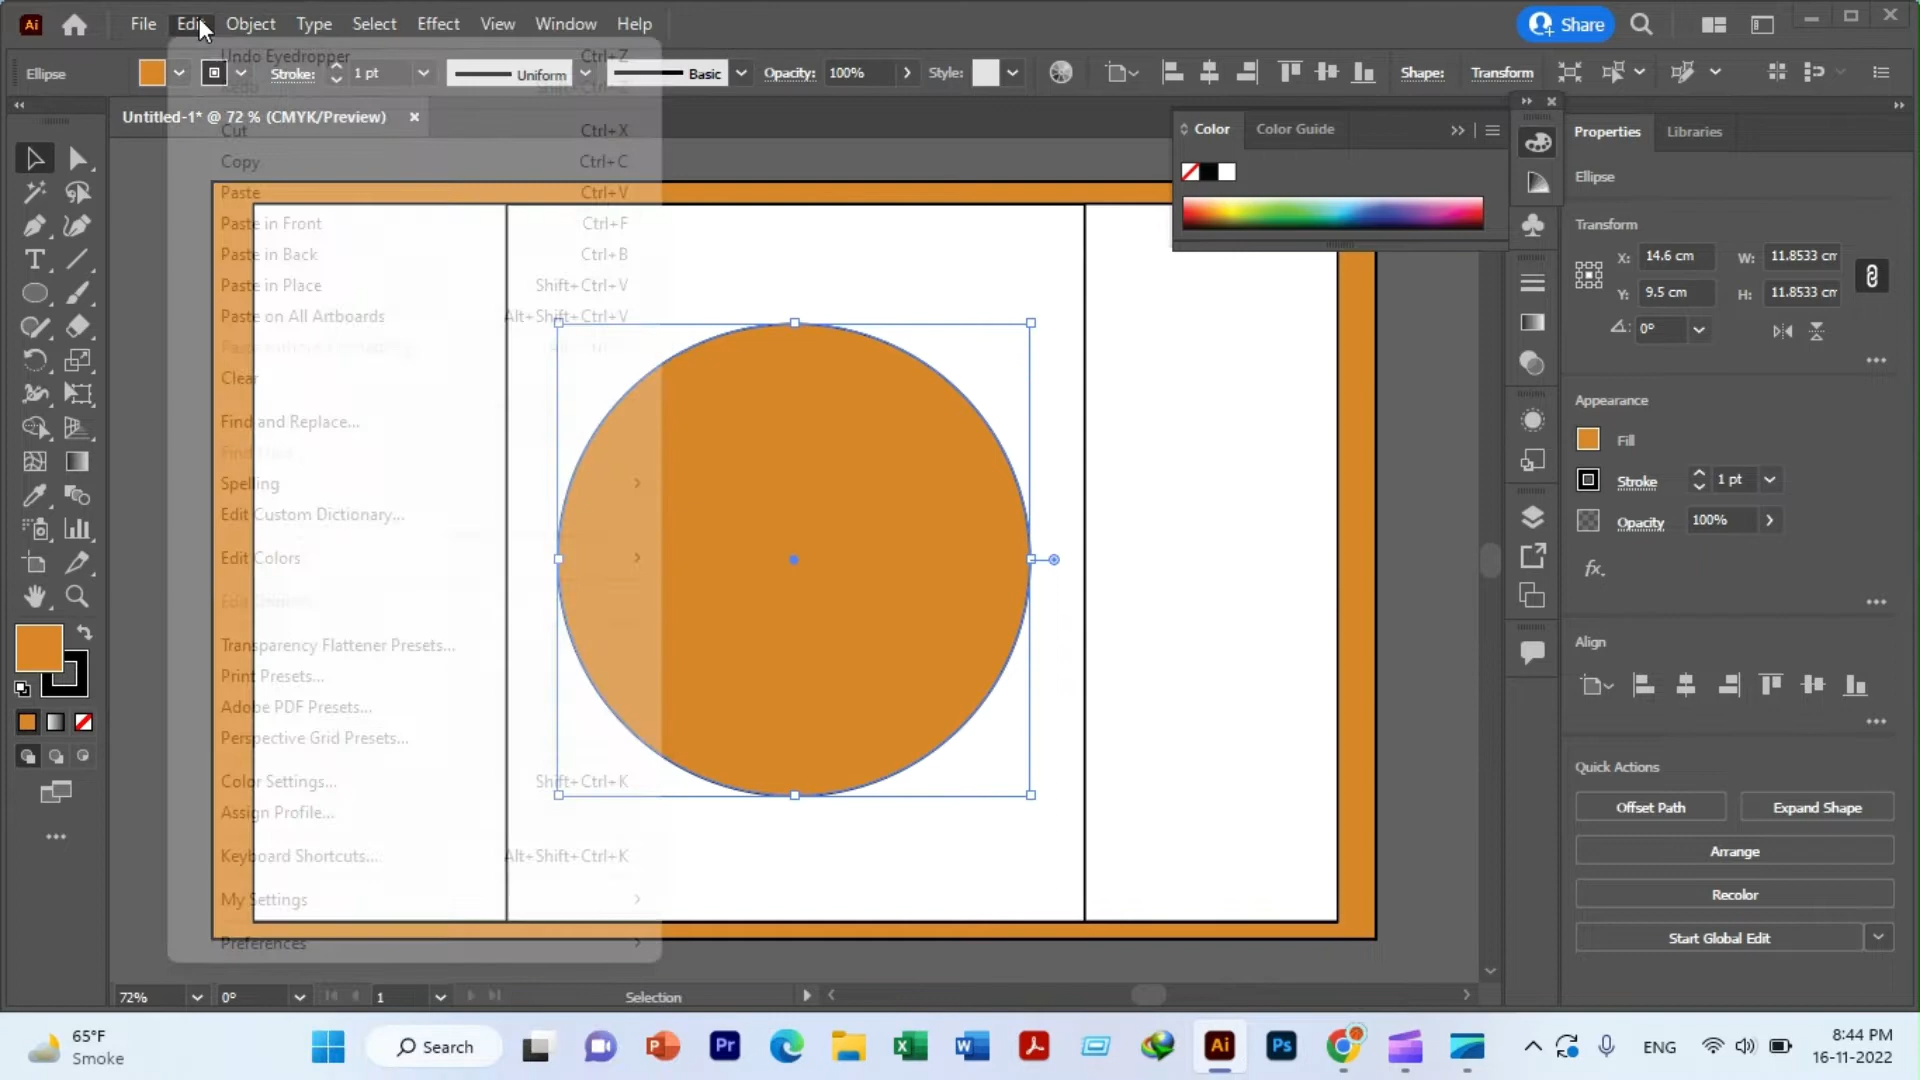 Ai File Edit Object Type Select Effect View Window Help Share
Ellipse Stroke: 1 pt Uniform Basic Opacity: 100% Style: Shape: Transform
Untitled-1* @ 72 % (CMYK/Preview)
Undo Eyedropper Ctrl+Z
Cut Ctrl+X
Copy Ctrl+C
Paste Ctrl+V
Paste in Front Ctrl+F
Paste in Back Ctrl+B
Paste in Place Shift+Ctrl+V
Paste on All Artboards Alt+Shift+Ctrl+V
Clear
Find and Replace...
Spelling
Edit Custom Dictionary...
Edit Colors
Transparency Flattener Presets...
Print Presets...
Adobe PDF Presets...
Perspective Grid Presets...
Color Settings... Shift+Ctrl+K
Assign Profile...
Keyboard Shortcuts... Alt+Shift+Ctrl+K
My Settings
Preferences
Color Color Guide
Properties Libraries
Ellipse
Transform
X: 14.6 cm W: 11.8533 cm
Y: 9.5 cm H: 11.8533 cm
0°
Appearance
Fill
Stroke 1 pt
Opacity 100%
fx.
Align
Quick Actions
Offset Path Expand Shape
Arrange
Recolor
Start Global Edit
72% 0° 1 Selection
65°F
Smoke
Search
Pr
Ai
Ps
ENG
8:44 PM
16-11-2022